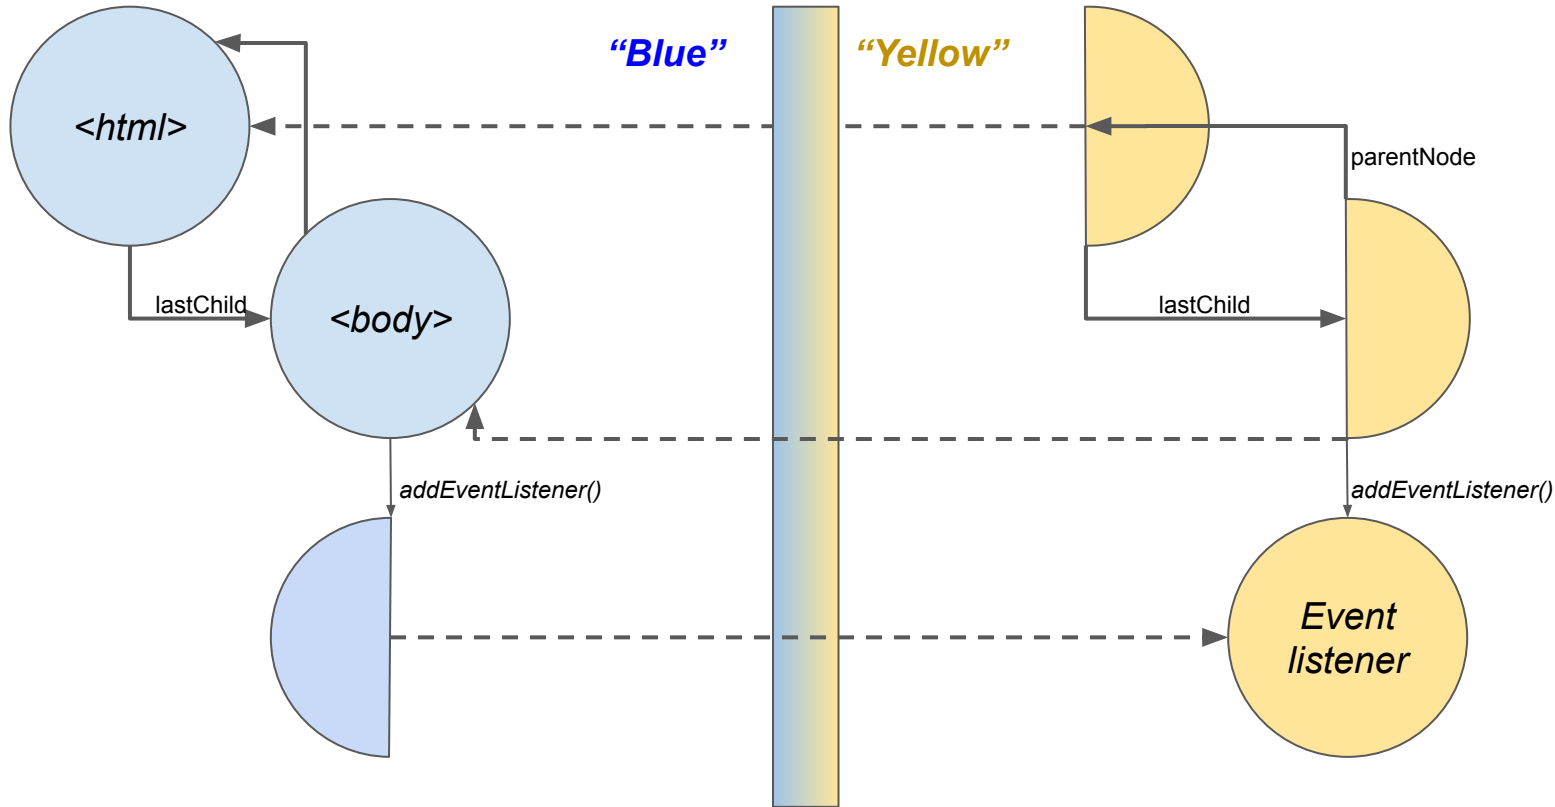 “Blue”
“Yellow”
<html>
parentNode
lastChild
<body>
lastChild
addEventListener()
addEventListener()
Event
listener